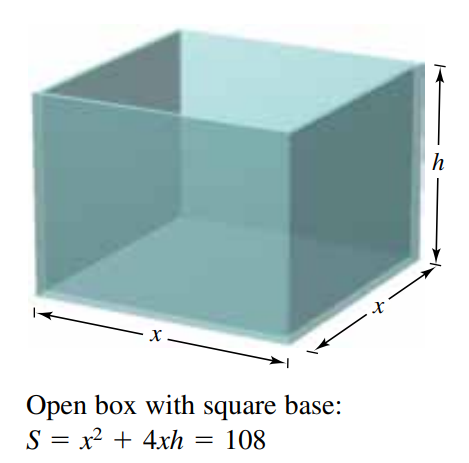 h
x
x
Open box with square base:
S = x² + 4xh = 108